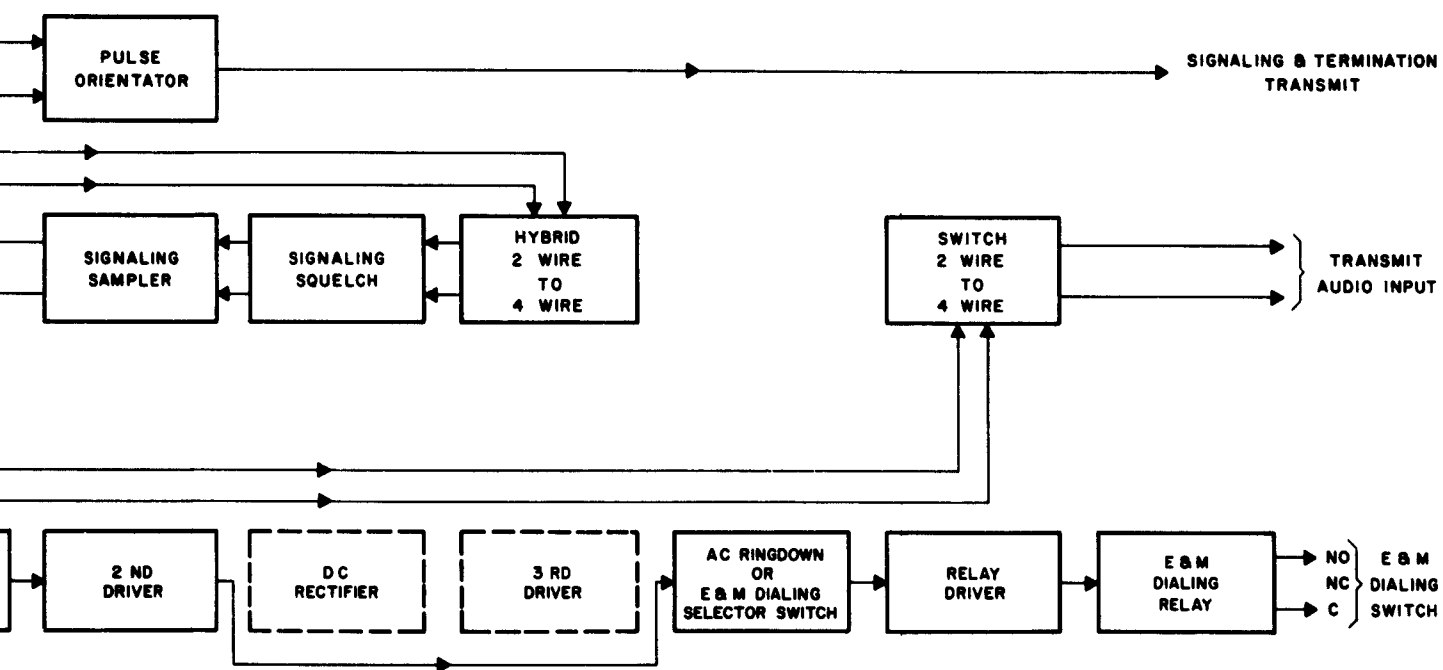 PULSE
ORIENTATOR
SIGNALING & TERMINATION
TRANSMIT
SIGNALING
SAMPLER
SIGNALING
SQUELCH
HYBRID
2 WIRE
TO
4 WIRE
SWITCH
2 WIRE
TO
4 WIRE
TRANSMIT
AUDIO INPUT
2 ND
DRIVER
DC
RECTIFIER
3 RD
DRIVER
AC RINGDOWN
OR
E & M DIALING
SELECTOR SWITCH
RELAY
DRIVER
E & M
DIALING
RELAY
NO
NC
C
E & M
DIALING
SWITCH